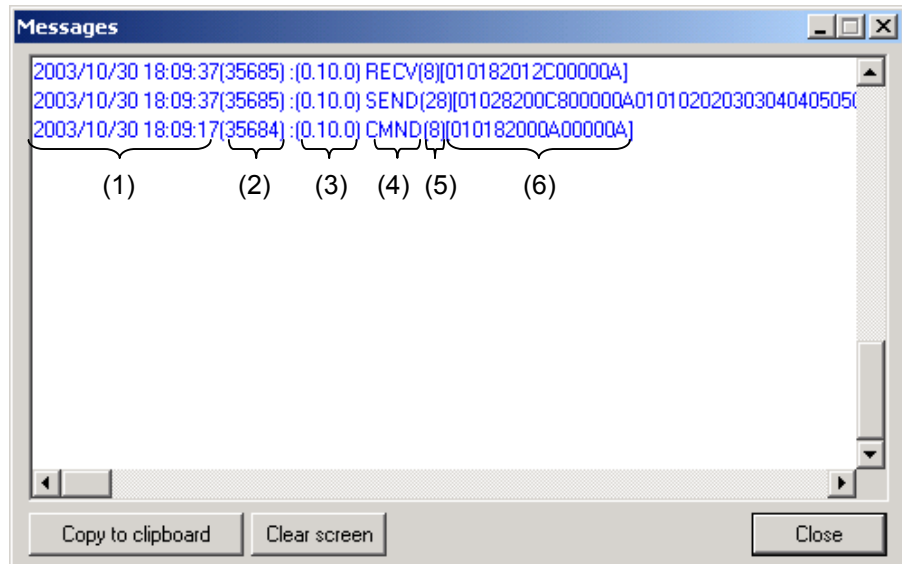 Messages
2003/10/30 18:09:37(35685) :(0.10.0) RECV(8)[010182012C00000A]
2003/10/30 18:09:37(35685) :(0.10.0) SEND(28)[01028200C800000A010102020303040405050
2003/10/30 18:09:17(35684) :(0.10.0) CMND(8)[010182000A00000A]
(1) (2) (3) (4) (5) (6)
Copy to clipboard Clear screen Close